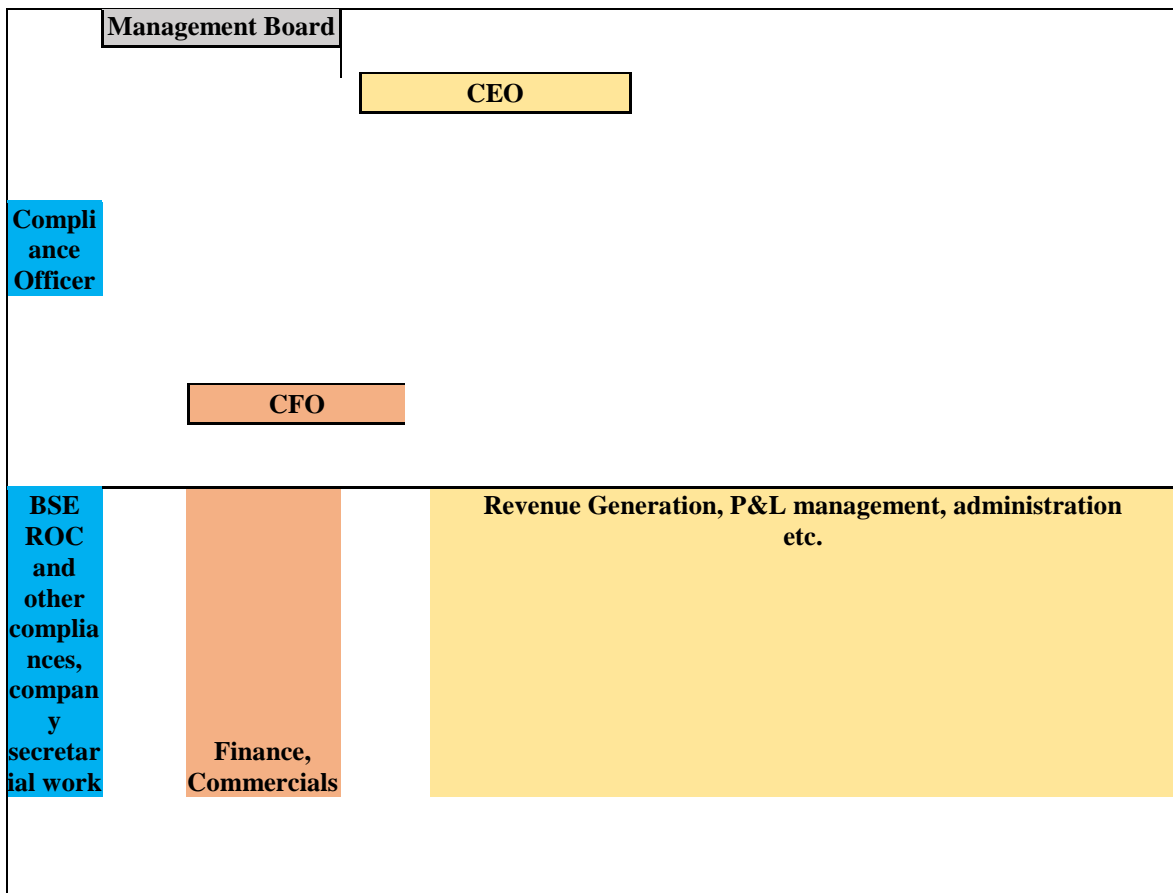 Management Board
CEO
Compli
ance
Officer
CFO
BSE
ROC
and
other
complia
nces,
compan
y
secretar
ial work
Finance,
Commercials
Revenue Generation, P&L management, administration
etc.